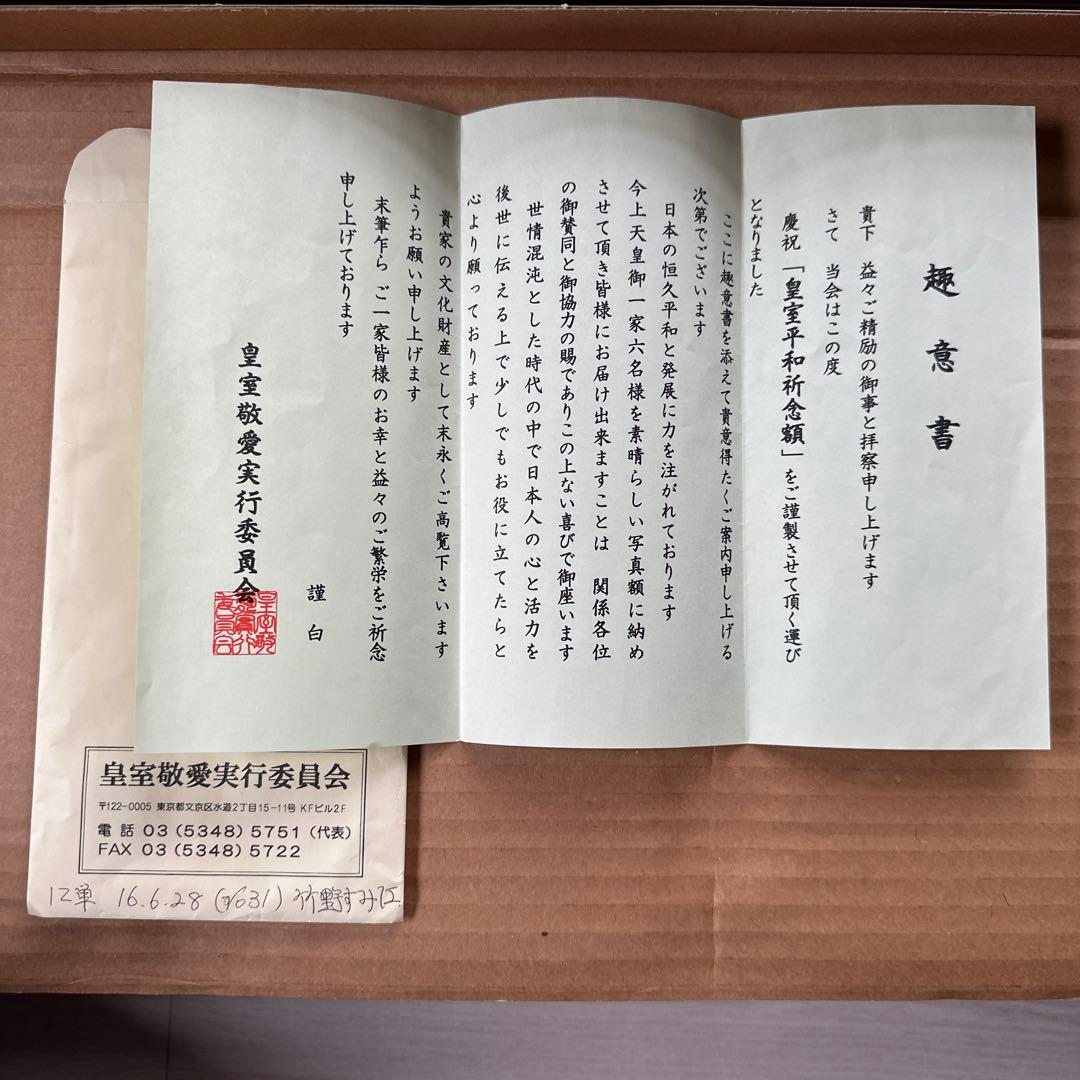 趣意書
貴下　益々ご精励の御事と拝察申し上げます
さて　当会はこの度
慶祝「皇室平和祈念額」をご謹製させて頂く運び
となりました
ここに趣意書を添えて貴意得たくご案内申し上げる
次第でございます
日本の恒久平和と発展に力を注がれております
今上天皇御一家六名様を素晴らしい写真額に納め
させて頂き皆様にお届け出来ますことは　関係各位
の御賛同と御協力の賜でありこの上ない喜びで御座います
世情混沌とした時代の中で日本人の心と活力を
後世に伝える上で少しでもお役に立てたらと
心より願っております
貴家の文化財産として末永くご高覧下さいます
ようお願い申し上げます
末筆乍ら　ご一家皆様のお幸と益々のご繁栄をご祈念
申し上げております
謹白
皇室敬愛実行委員会
皇室敬愛実行委員会
〒122-0005 東京都文京区水道2丁目15-11号 KFビル2F
電話 03(5348)5751(代表)
FAX 03(5348)5722
16.6.28